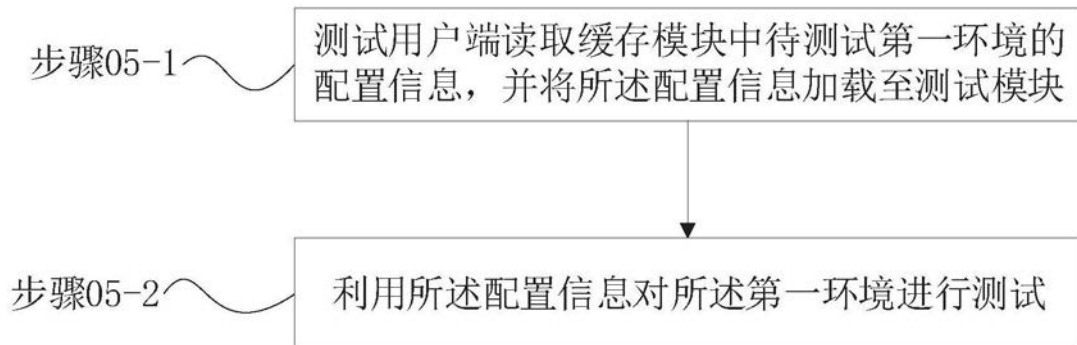 步骤05-1
测试用户端读取缓存模块中待测试第一环境的
配置信息，并将所述配置信息加载至测试模块
步骤05-2
利用所述配置信息对所述第一环境进行测试